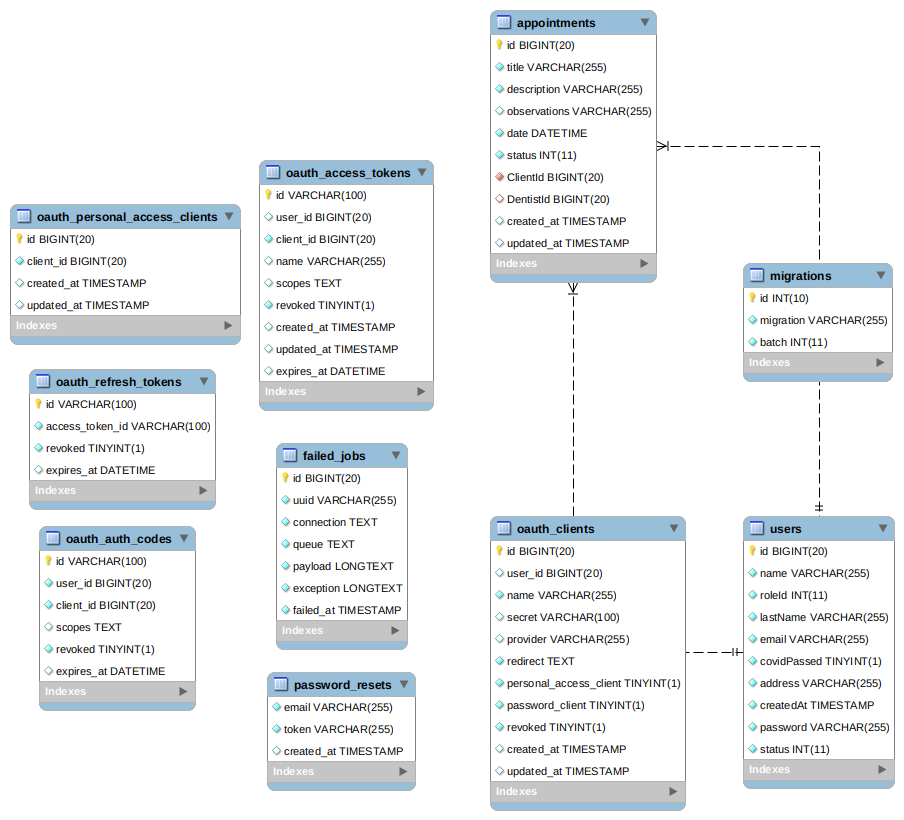 appointments
id BIGINT(20)
title VARCHAR(255)
description VARCHAR(255)
observations VARCHAR(255)
date DATETIME
status INT(11)
ClientId BIGINT(20)
DentistId BIGINT(20)
created_at TIMESTAMP
updated_at TIMESTAMP
Indexes
oauth_access_tokens
id VARCHAR(100)
user_id BIGINT(20)
client_id BIGINT(20)
name VARCHAR(255)
scopes TEXT
revoked TINYINT(1)
created_at TIMESTAMP
updated_at TIMESTAMP
expires_at DATETIME
Indexes
oauth_personal_access_clients
id BIGINT(20)
client_id BIGINT(20)
created_at TIMESTAMP
updated_at TIMESTAMP
Indexes
migrations
id INT(10)
migration VARCHAR(255)
batch INT(11)
Indexes
oauth_refresh_tokens
id VARCHAR(100)
access_token_id VARCHAR(100)
revoked TINYINT(1)
expires_at DATETIME
Indexes
failed_jobs
id BIGINT(20)
uuid VARCHAR(255)
connection TEXT
queue TEXT
payload LONGTEXT
exception LONGTEXT
failed_at TIMESTAMP
Indexes
oauth_auth_codes
id VARCHAR(100)
user_id BIGINT(20)
client_id BIGINT(20)
scopes TEXT
revoked TINYINT(1)
expires_at DATETIME
Indexes
password_resets
email VARCHAR(255)
token VARCHAR(255)
created_at TIMESTAMP
Indexes
oauth_clients
id BIGINT(20)
user_id BIGINT(20)
name VARCHAR(255)
secret VARCHAR(100)
provider VARCHAR(255)
redirect TEXT
personal_access_client TINYINT(1)
password_client TINYINT(1)
revoked TINYINT(1)
created_at TIMESTAMP
updated_at TIMESTAMP
Indexes
users
id BIGINT(20)
name VARCHAR(255)
roleId INT(11)
lastName VARCHAR(255)
email VARCHAR(255)
covidPassed TINYINT(1)
address VARCHAR(255)
createdAt TIMESTAMP
password VARCHAR(255)
status INT(11)
Indexes